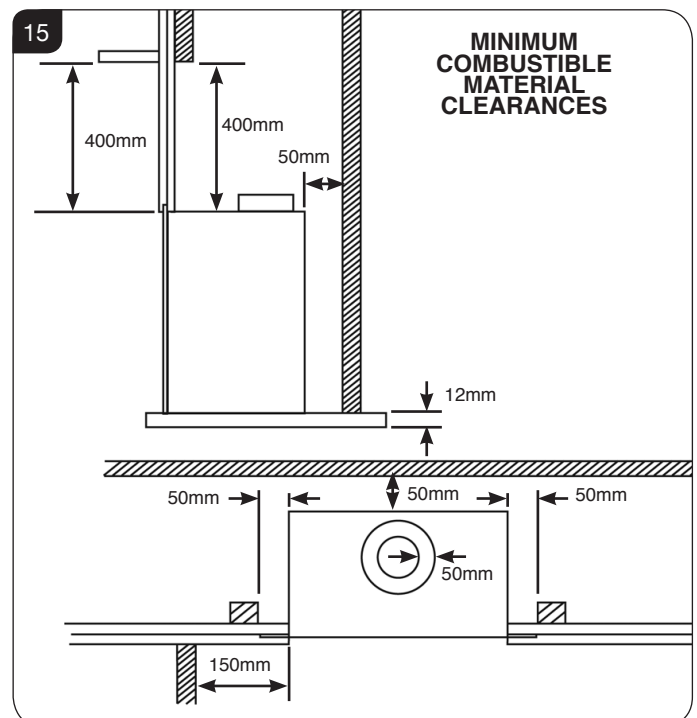 15
MINIMUM
COMBUSTIBLE
MATERIAL
CLEARANCES
400mm
400mm
50mm
12mm
50mm
50mm
50mm
50mm
150mm